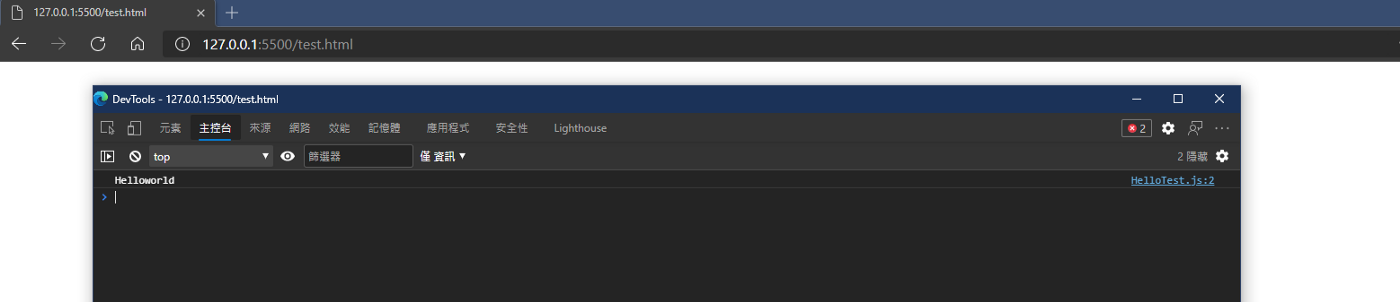 127.0.0.1:5500/test.html
127.0.0.1:5500/test.html
DevTools - 127.0.0.1:5500/test.html
元素 主控台 來源 網路 效能 記憶體 應用程式 安全性 Lighthouse 2
top 篩選器 僅 資訊 2 隱藏
Helloworld HelloTest.js:2